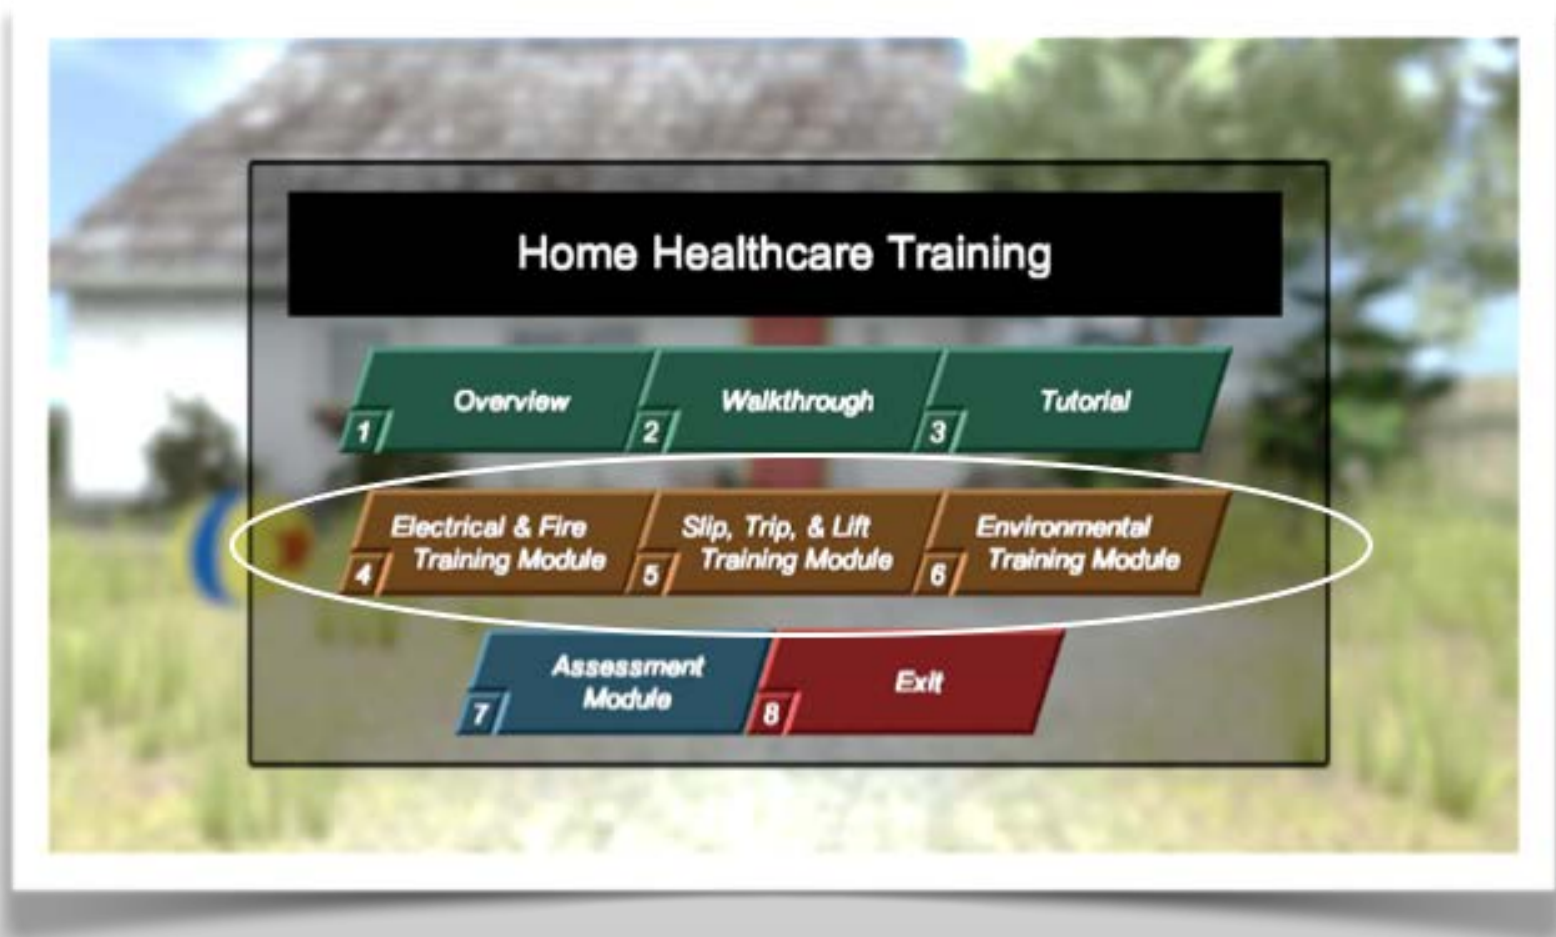 Home Healthcare Training
Overview
1
Walkthrough
2
Tutorial
3
Electrical & Fire
Training Module
4
Slip, Trip, & Lift
Training Module
5
Environmental
Training Module
6
Assessment
Module
7
Exit
8